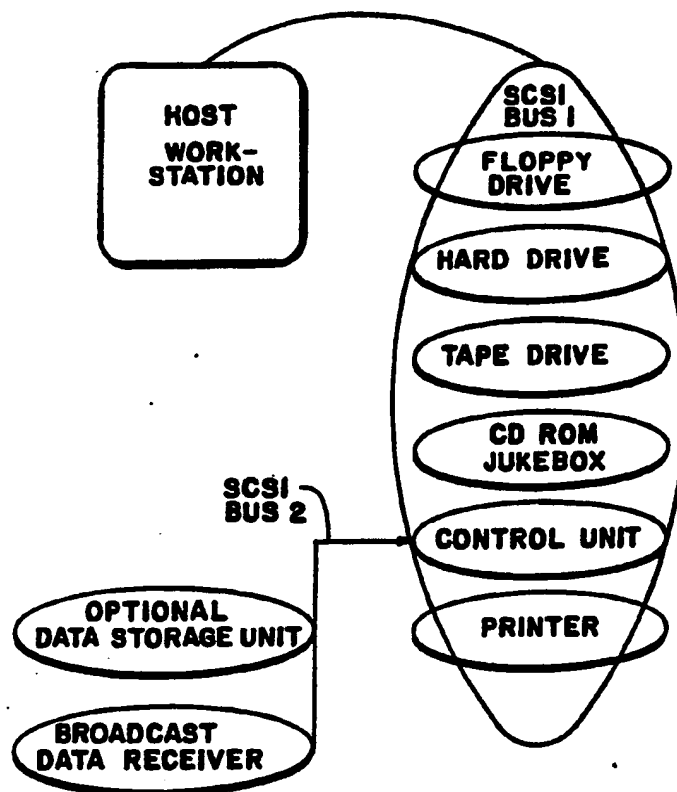 HOST
WORK-
STATION
SCSI
BUS 1
FLOPPY
DRIVE
HARD DRIVE
TAPE DRIVE
CD ROM
JUKEBOX
SCSI
BUS 2
CONTROL UNIT
OPTIONAL
DATA STORAGE UNIT
PRINTER
BROADCAST
DATA RECEIVER